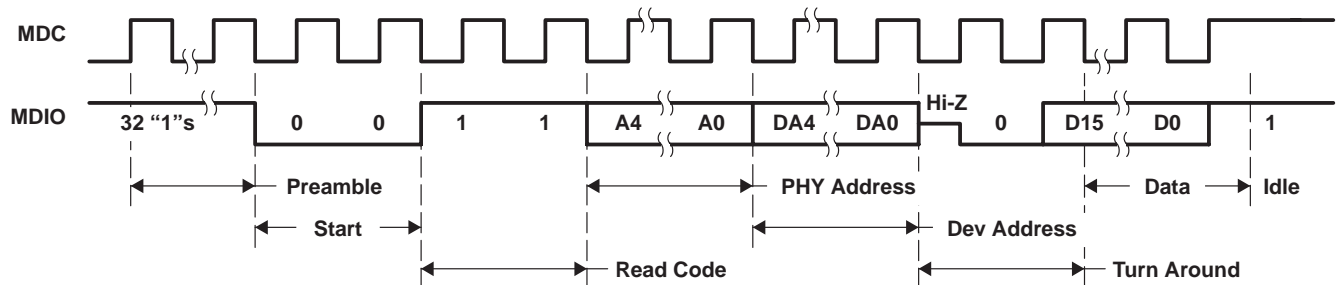 MDC
MDIO
Hi-Z
32 “1”s 0 0 1 1 A4 A0 DA4 DA0 0 D15 D0 1
Preamble PHY Address Data Idle
Start Dev Address
Read Code Turn Around